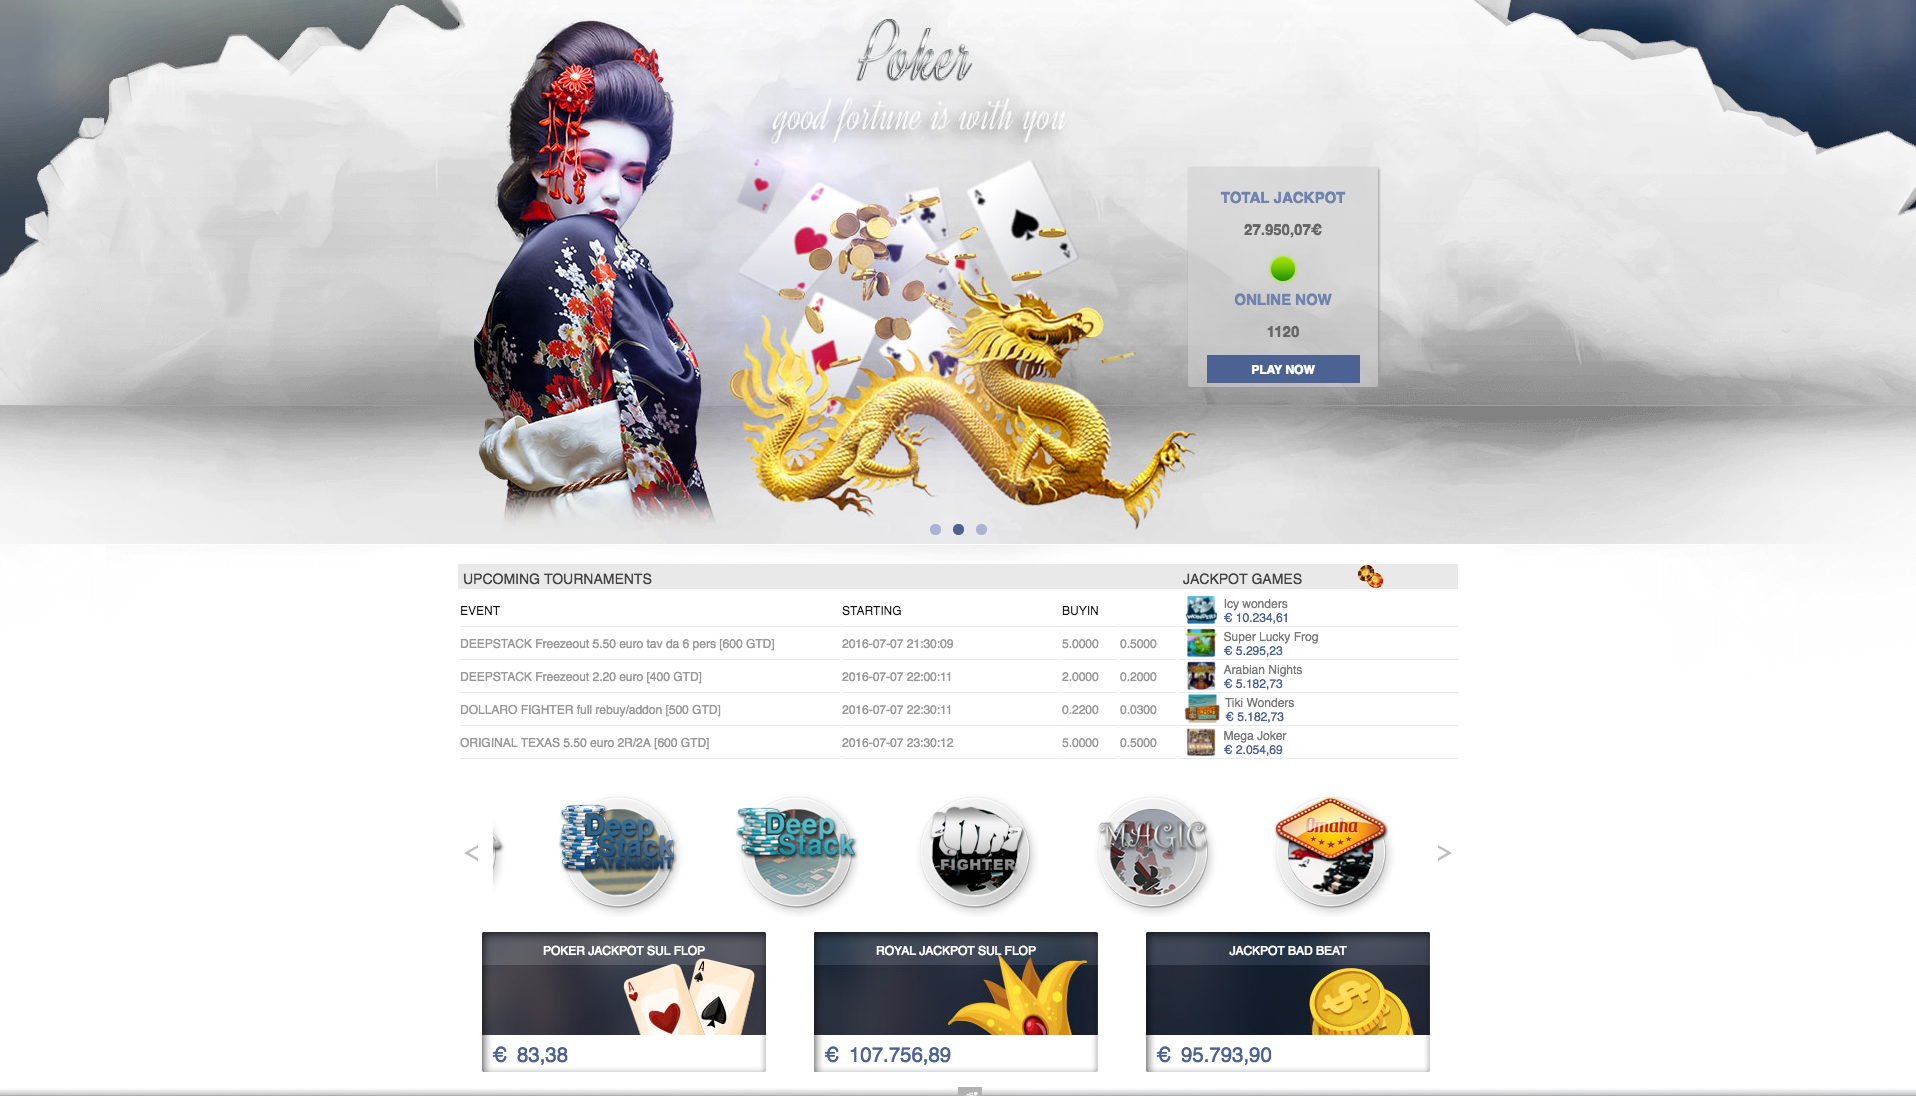 Poker
good fortune is with you
TOTAL JACKPOT
27.950,07€
ONLINE NOW
1120
PLAY NOW
UPCOMING TOURNAMENTS
JACKPOT GAMES
EVENT STARTING BUYIN
DEEPSTACK Freezeout 5.50 euro tav da 6 pers [600 GTD] 2016-07-07 21:30:09 5.0000 0.5000
DEEPSTACK Freezeout 2.20 euro [400 GTD] 2016-07-07 22:00:11 2.0000 0.2000
DOLLARO FIGHTER full rebuy/addon [500 GTD] 2016-07-07 22:30:11 0.2200 0.0300
ORIGINAL TEXAS 5.50 euro 2R/2A [600 GTD] 2016-07-07 23:30:12 5.0000 0.5000
Icy wonders
€ 10.234,61
Super Lucky Frog
€ 5.295,23
Arabian Nights
€ 5.182,73
Tiki Wonders
€ 5.182,73
Mega Joker
€ 2.054,69
<
Deep
Stack
LATENIGHT
Deep
Stack
FIGHTER
MAGIC
Omaha
>
POKER JACKPOT SUL FLOP
€ 83,38
ROYAL JACKPOT SUL FLOP
€ 107.756,89
JACKPOT BAD BEAT
€ 95.793,90